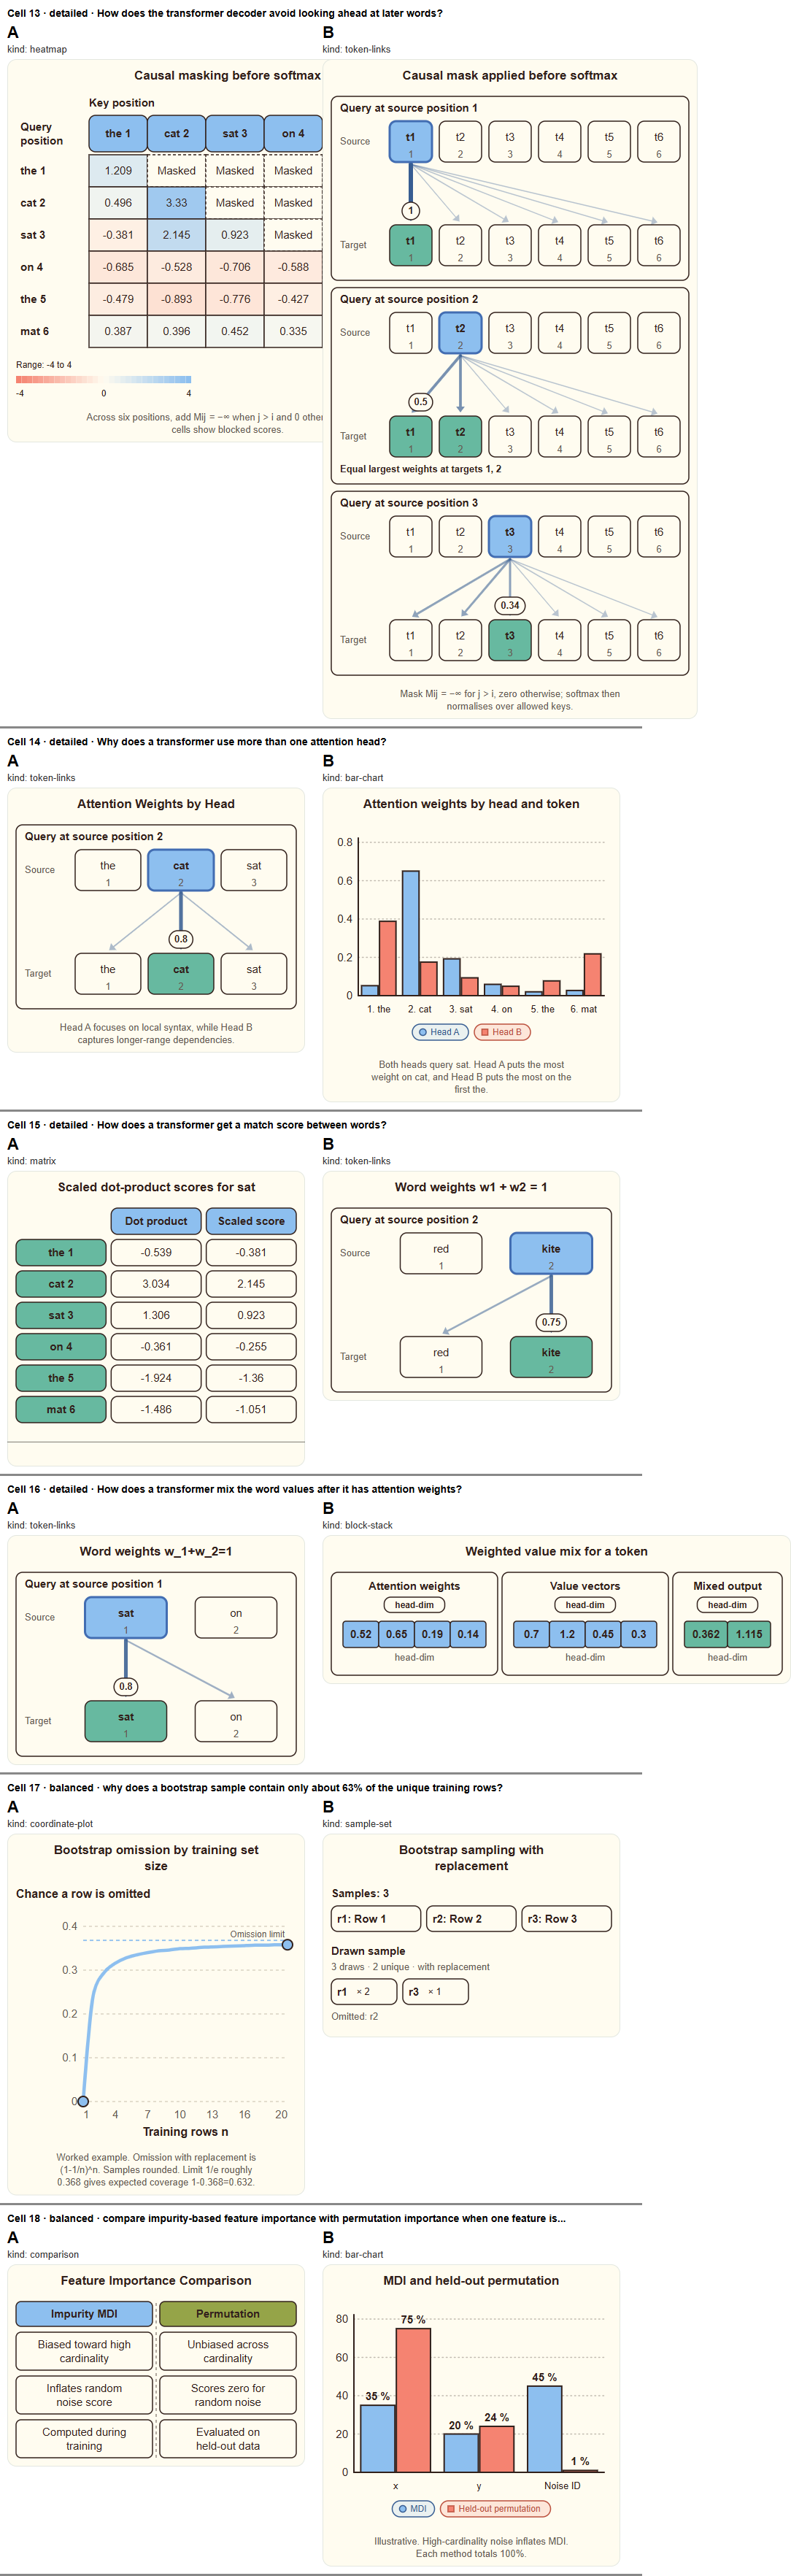 Cell 13 · detailed · How does the transformer decoder avoid looking ahead at later words?
A
kind: heatmap
Causal masking before softmax
Key position
Query position
the 1 cat 2 sat 3 on 4
the 1 1.209 Masked Masked Masked
cat 2 0.496 3.33 Masked Masked
sat 3 -0.381 2.145 0.923 Masked
on 4 -0.685 -0.528 -0.706 -0.588
the 5 -0.479 -0.893 -0.776 -0.427
mat 6 0.387 0.396 0.452 0.335
Range: -4 to 4
-4 0 4
Across six positions, add Mij = −∞ when j > i and 0 other
cells show blocked scores.
B
kind: token-links
Causal mask applied before softmax
Query at source position 1
Source t1 t2 t3 t4 t5 t6
1 2 3 4 5 6
1
Target t1 t2 t3 t4 t5 t6
1 2 3 4 5 6
Query at source position 2
Source t1 t2 t3 t4 t5 t6
1 2 3 4 5 6
0.5
Target t1 t2 t3 t4 t5 t6
1 2 3 4 5 6
Equal largest weights at targets 1, 2
Query at source position 3
Source t1 t2 t3 t4 t5 t6
1 2 3 4 5 6
0.34
Target t1 t2 t3 t4 t5 t6
1 2 3 4 5 6
Mask Mij = −∞ for j > i, zero otherwise; softmax then
normalises over allowed keys.
Cell 14 · detailed · Why does a transformer use more than one attention head?
A
kind: token-links
Attention Weights by Head
Query at source position 2
Source the cat sat
1 2 3
0.8
Target the cat sat
1 2 3
Head A focuses on local syntax, while Head B
captures longer-range dependencies.
B
kind: bar-chart
Attention weights by head and token
0.8
0.6
0.4
0.2
0
1. the 2. cat 3. sat 4. on 5. the 6. mat
Head A Head B
Both heads query sat. Head A puts the most
weight on cat, and Head B puts the most on the
first the.
Cell 15 · detailed · How does a transformer get a match score between words?
A
kind: matrix
Scaled dot-product scores for sat
Dot product Scaled score
the 1 -0.539 -0.381
cat 2 3.034 2.145
sat 3 1.306 0.923
on 4 -0.361 -0.255
the 5 -1.924 -1.36
mat 6 -1.486 -1.051
B
kind: token-links
Word weights w1 + w2 = 1
Query at source position 2
Source red kite
1 2
0.75
Target red kite
1 2
Cell 16 · detailed · How does a transformer mix the word values after it has attention weights?
A
kind: token-links
Word weights w_1+w_2=1
Query at source position 1
Source sat on
1 2
0.8
Target sat on
1 2
B
kind: block-stack
Weighted value mix for a token
Attention weights Value vectors Mixed output
head-dim head-dim head-dim
0.52 0.65 0.19 0.14 0.7 1.2 0.45 0.3 0.362 1.115
head-dim head-dim head-dim
Cell 17 · balanced · why does a bootstrap sample contain only about 63% of the unique training rows?
A
kind: coordinate-plot
Bootstrap omission by training set
size
Chance a row is omitted
0.4
Omission limit
0.3
0.2
0.1
0
1 4 7 10 13 16 20
Training rows n
Worked example. Omission with replacement is
(1-1/n)^n. Samples rounded. Limit 1/e roughly
0.368 gives expected coverage 1-0.368=0.632.
B
kind: sample-set
Bootstrap sampling with
replacement
Samples: 3
r1: Row 1 r2: Row 2 r3: Row 3
Drawn sample
3 draws · 2 unique · with replacement
r1 × 2 r3 × 1
Omitted: r2
Cell 18 · balanced · compare impurity-based feature importance with permutation importance when one feature is...
A
kind: comparison
Feature Importance Comparison
Impurity MDI Permutation
Biased toward high cardinality
Unbiased across cardinality
Inflates random noise score
Scores zero for random noise
Computed during training
Evaluated on held-out data
B
kind: bar-chart
MDI and held-out permutation
80
60
40
20
0
35 % 75 % 20 % 24 % 45 % 1 %
x y Noise ID
MDI Held-out permutation
Illustrative. High-cardinality noise inflates MDI.
Each method totals 100%.